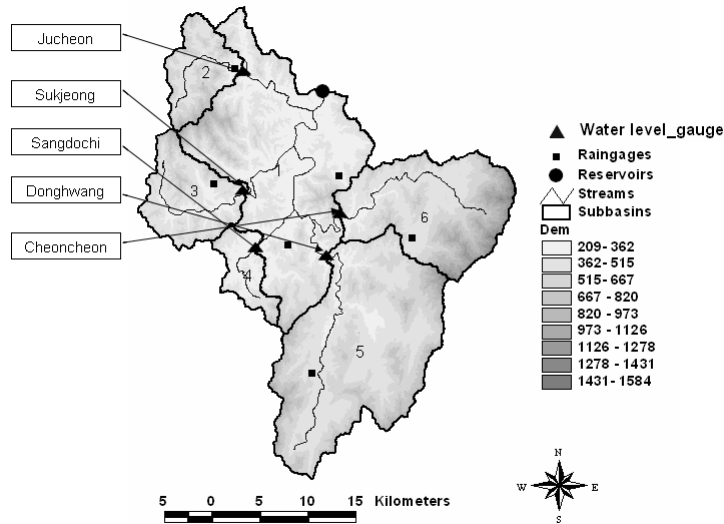 Jucheon
Sukjeong
Sangdochi
Donghwang
Cheoncheon
2
3
4
5
6
Water level_gauge
Raingages
Reservoirs
Streams
Subbasins
Dem
209- 362
362- 515
515- 667
667 - 820
820 - 973
973 - 1126
1126 - 1278
1278 - 1431
1431- 1584
N
W E
S
5 0 5 10 15 Kilometers